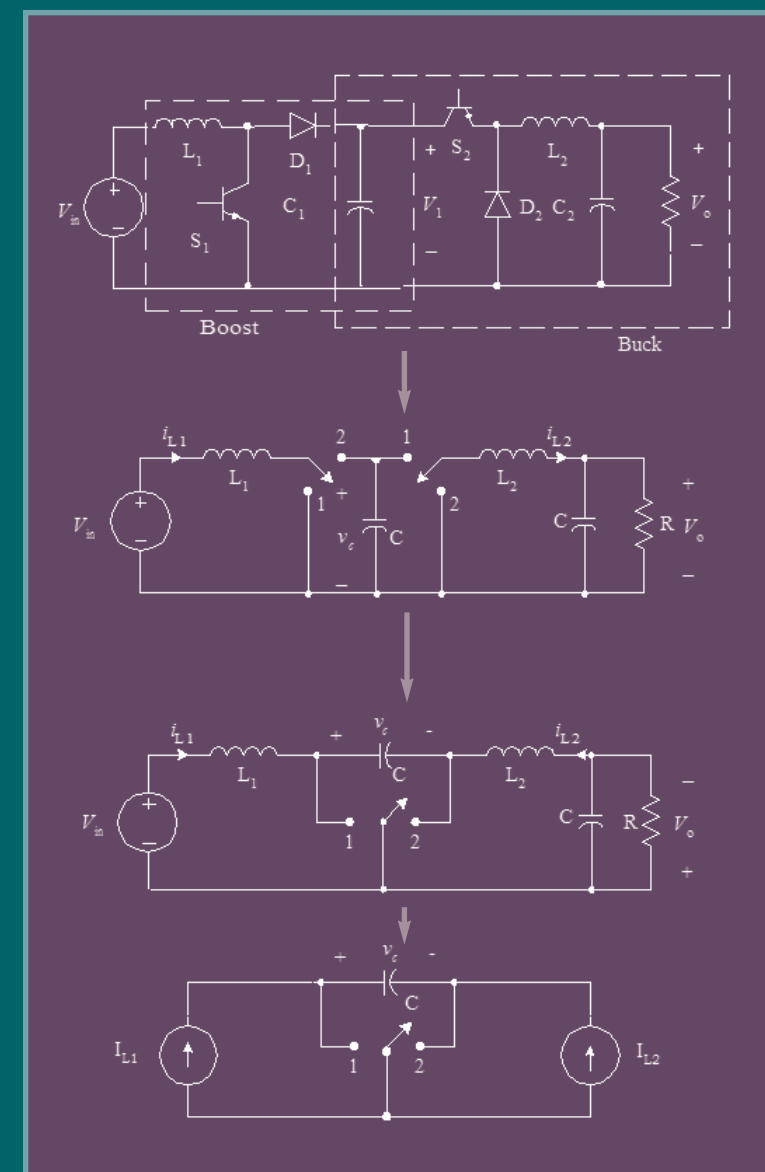 L1 D1 S1 C1 + V1 − S2 L2 D2 C2 + Vo −
+ Vin −
Boost
Buck
iL1 2 1 iL2
L1 L2
+ Vin − 1 + vc C − 2 C R + Vo −
iL1 + vc - iL2
L1 C L2
+ Vin − 1 2 C R − Vo +
+ vc -
C
IL1 1 2 IL2